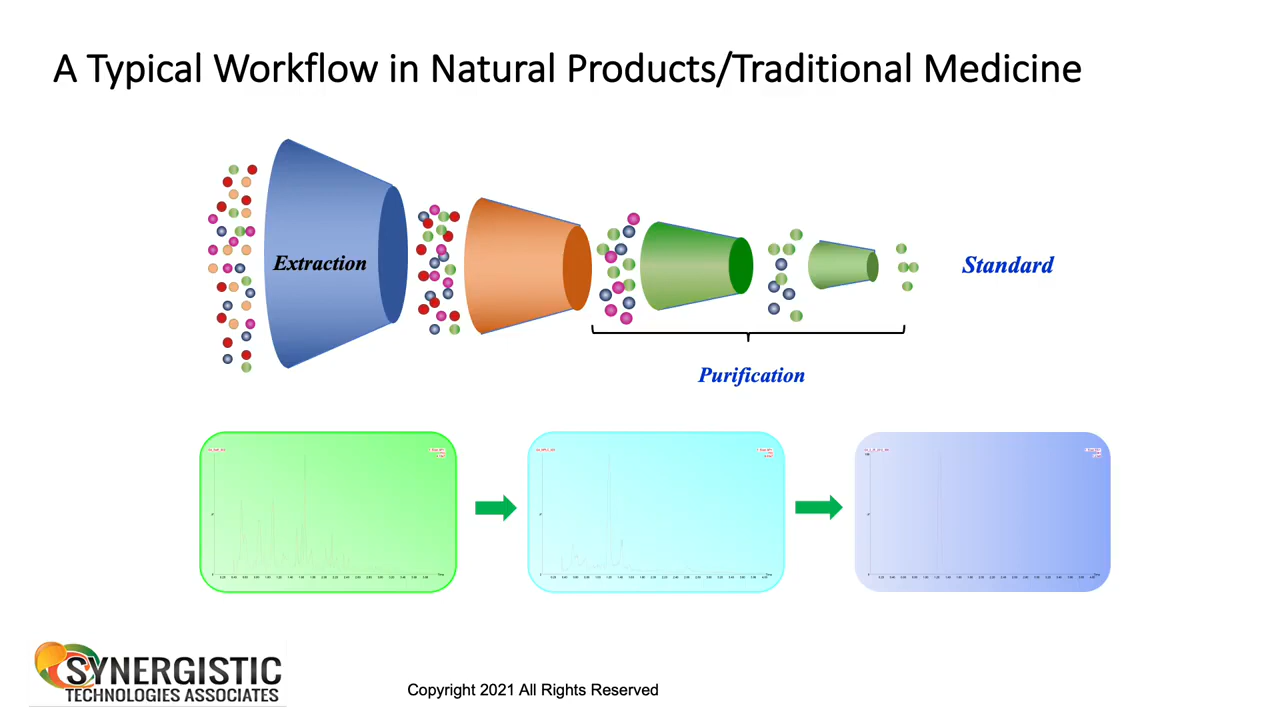 A Typical Workflow in Natural Products/Traditional Medicine
Extraction
Standard
Purification
SYNERGISTIC
TECHNOLOGIES ASSOCIATES
Copyright 2021 All Rights Reserved